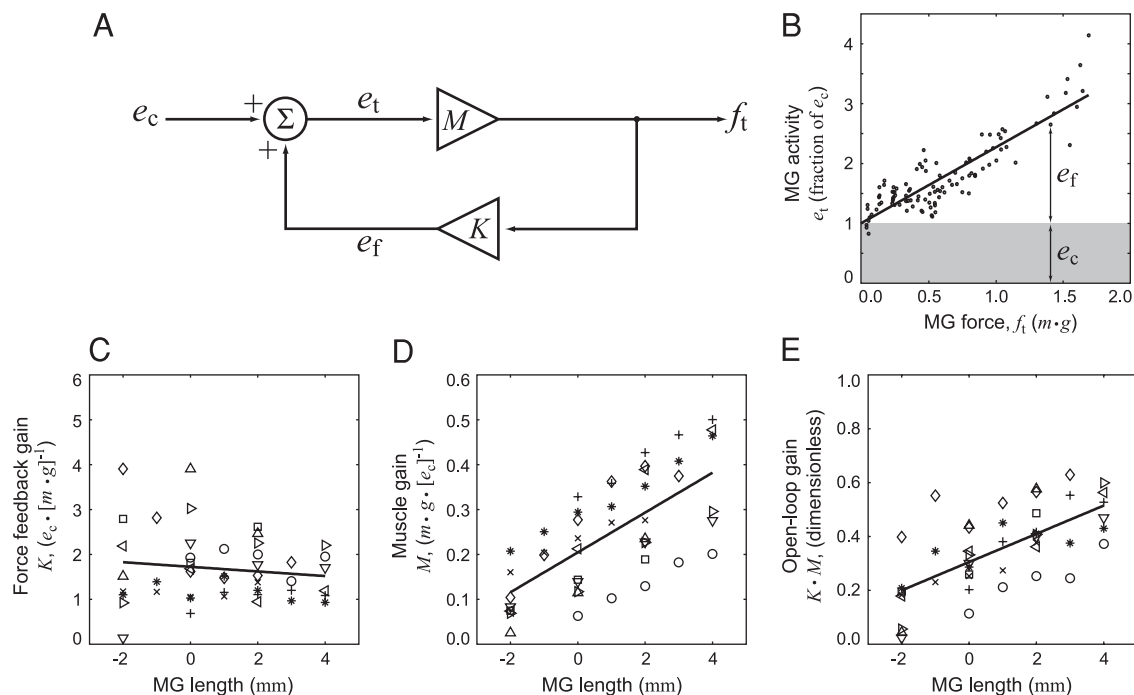 A
e_c
+
+
Σ
e_t
M
f_t
K
e_f
B
MG activity
e_t (fraction of e_c)
4
3
2
1
0
e_f
e_c
0.0 0.5 1.0 1.5 2.0
MG force, f_t (m·g)
C
Force feedback gain
K, (e_c · [m·g]^-1)
6
5
4
3
2
1
0
-2 0 2 4
MG length (mm)
D
Muscle gain
M, (m·g · [e_c]^-1)
0.6
0.5
0.4
0.3
0.2
0.1
0.0
-2 0 2 4
MG length (mm)
E
Open-loop gain
K · M, (dimensionless)
1.0
0.8
0.6
0.4
0.2
0.0
-2 0 2 4
MG length (mm)